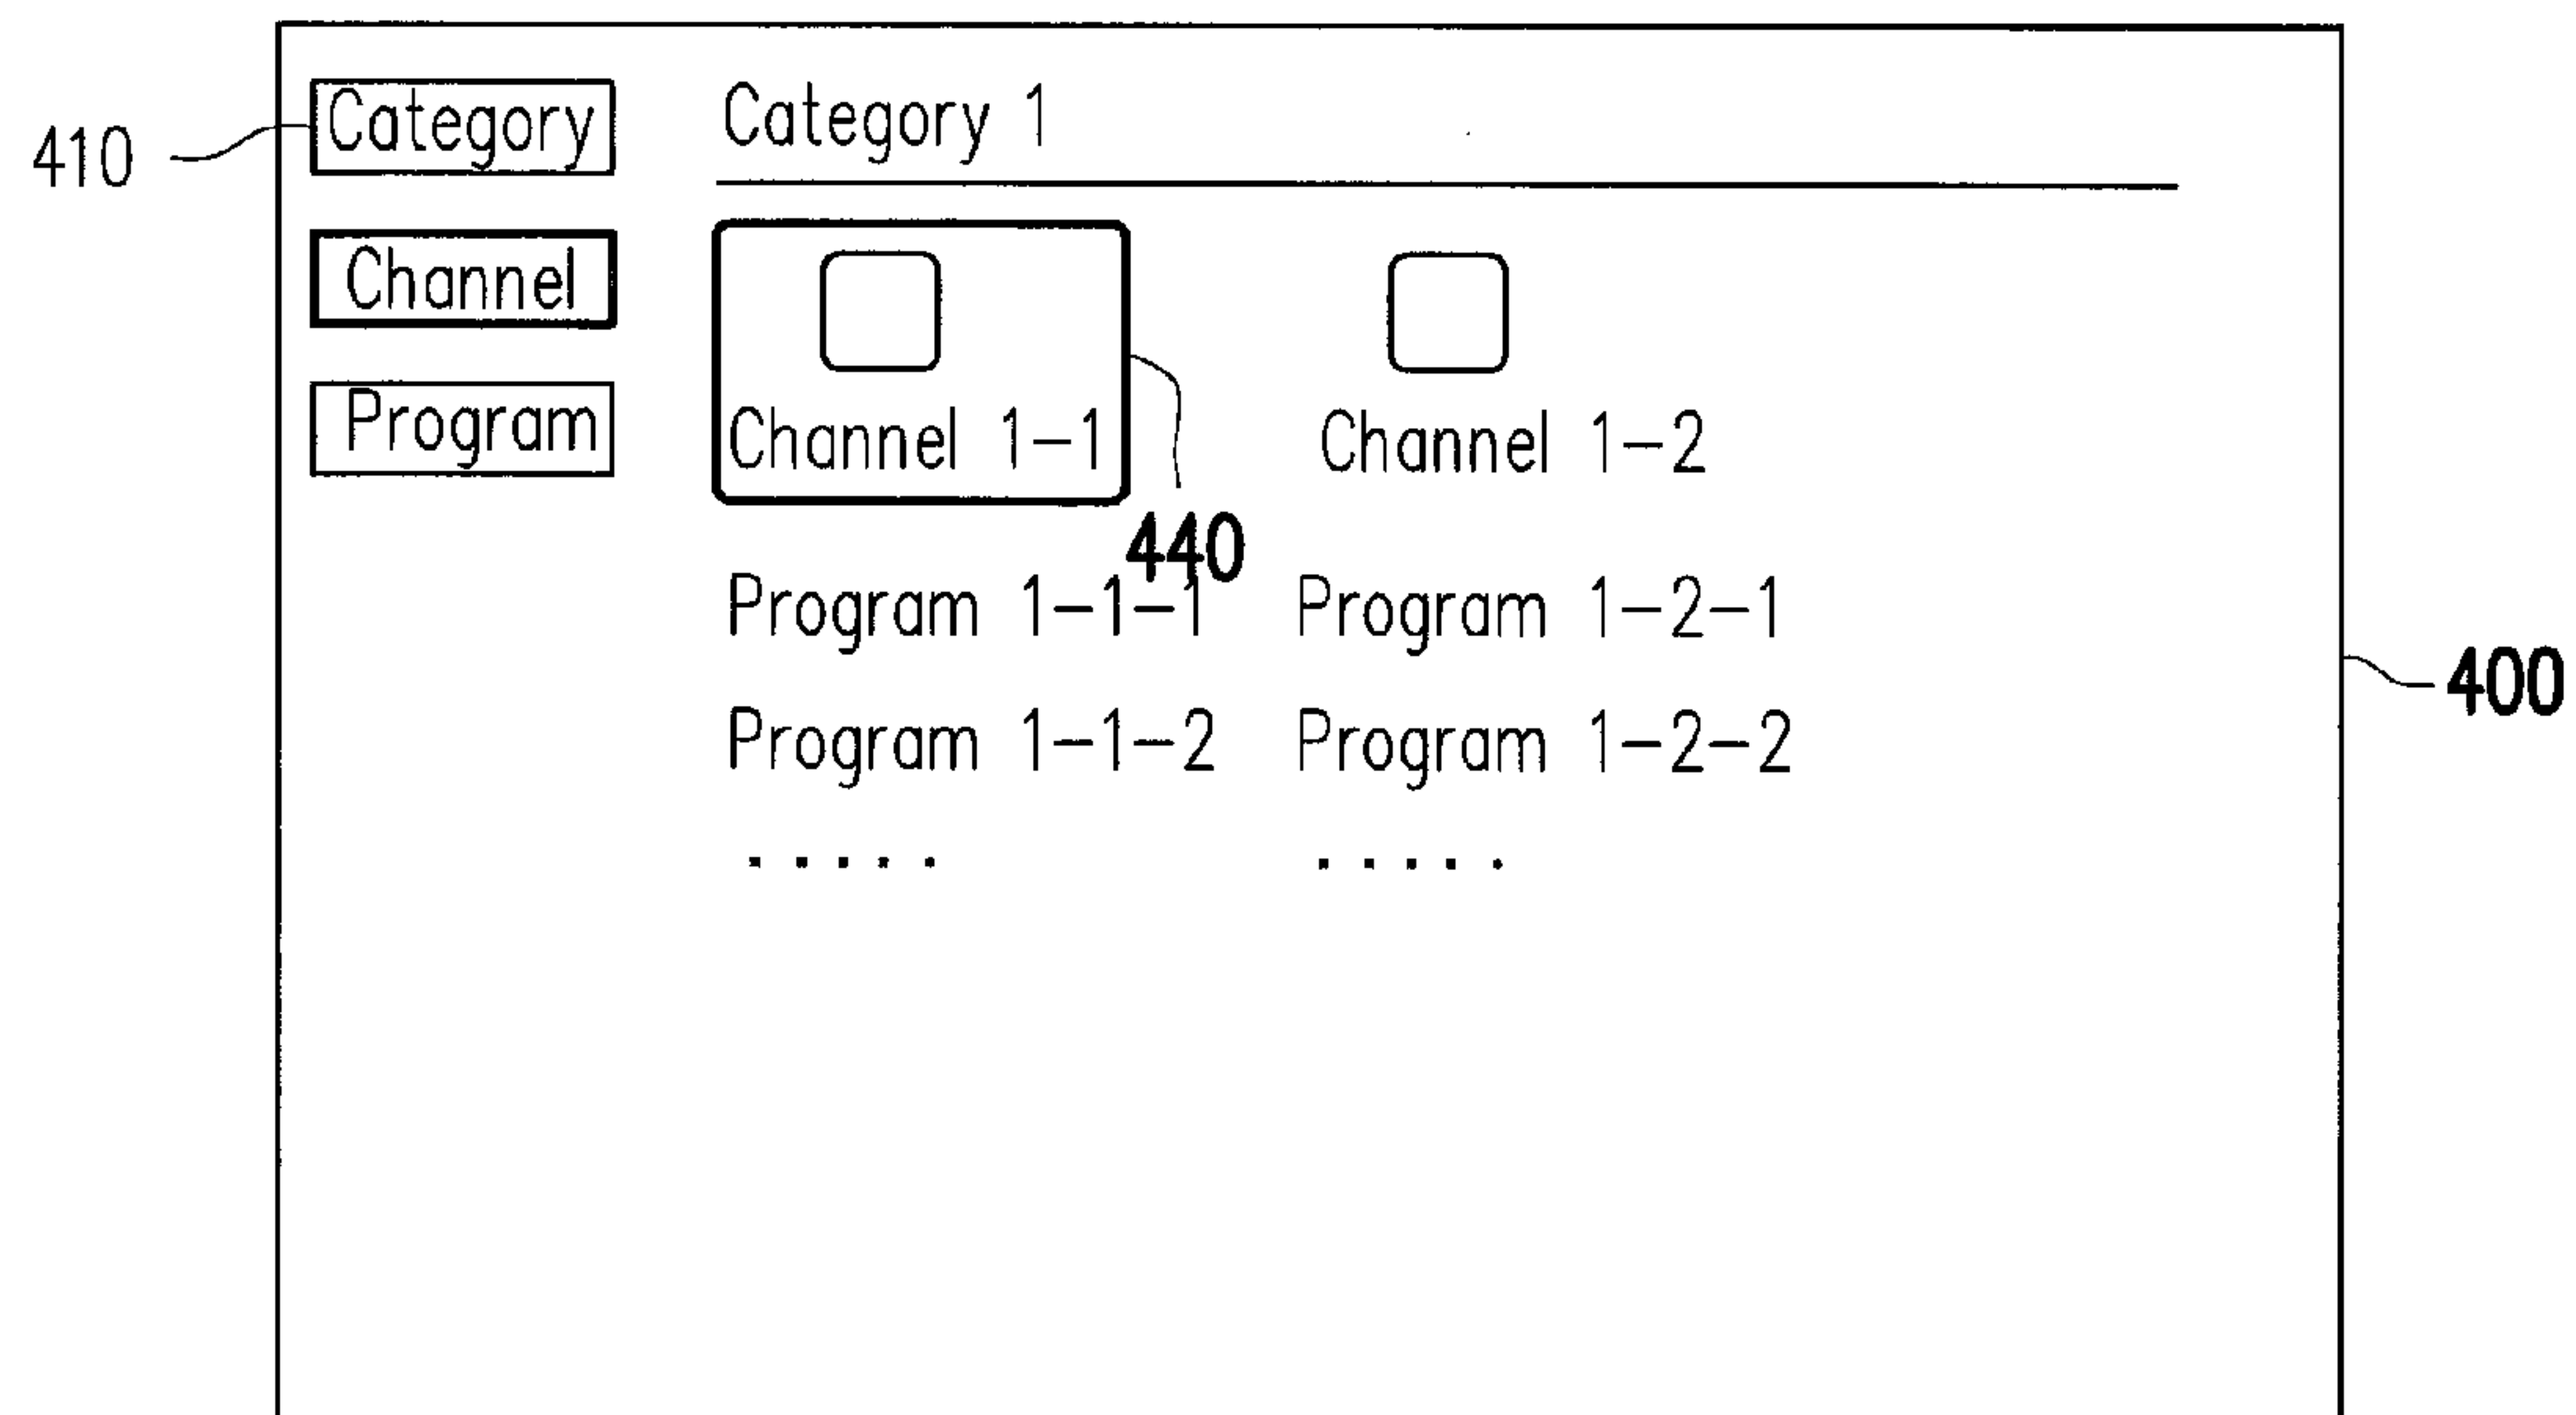 410
Category
Channel
Program
Category 1
Channel 1-1
Channel 1-2
440
Program 1-1-1
Program 1-2-1
Program 1-1-2
Program 1-2-2
.....
.....
400